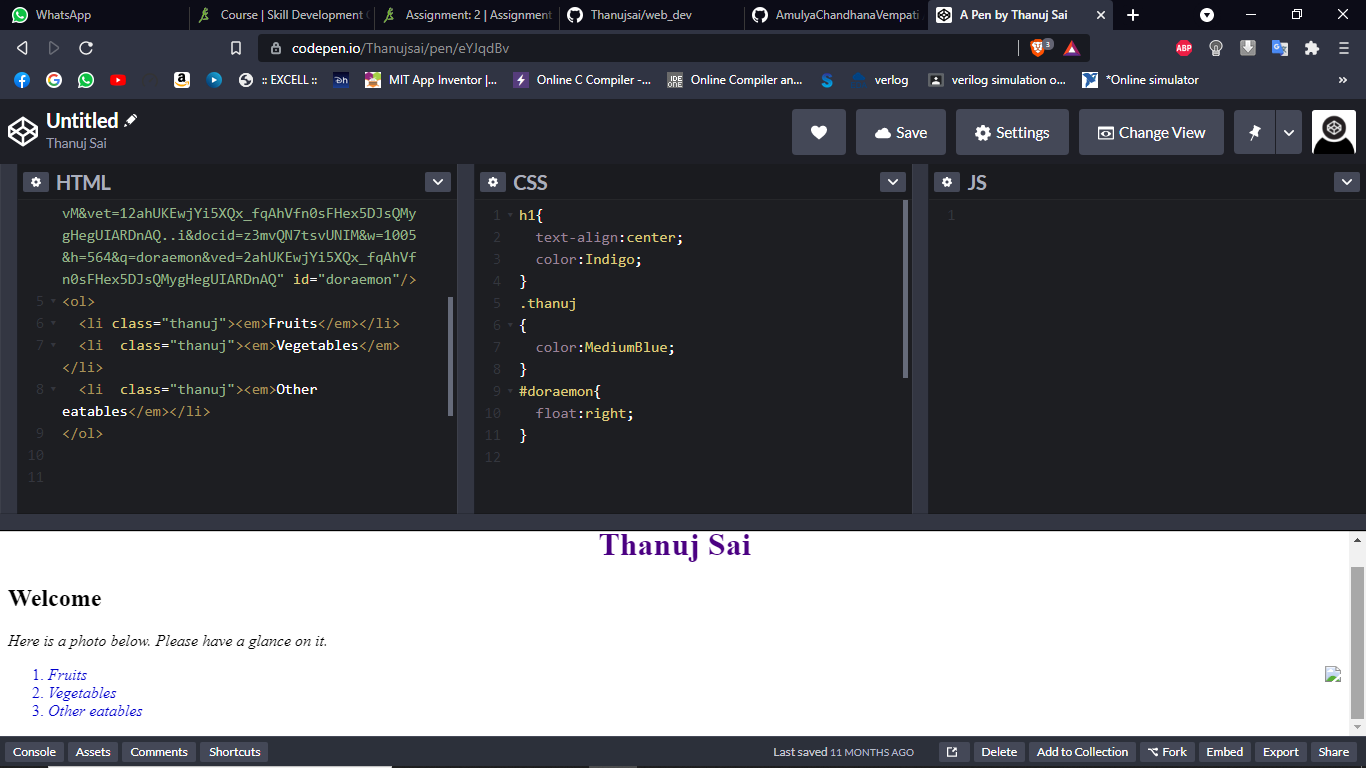 WhatsApp
Course | Skill Development C
Assignment: 2 | Assignment
Thanujsai/web_dev
AmulyaChandhanaVempati
A Pen by Thanuj Sai
codepen.io/Thanujsai/pen/eYJqdBv
3
ABP
:: EXCELL ::
MIT App Inventor |...
Online C Compiler -...
Online Compiler an...
verlog
verilog simulation o...
*Online simulator
Untitled
Thanuj Sai
Save
Settings
Change View
HTML
vM&vet=12ahUKEwjYi5XQx_fqAhVfn0sFHex5DJsQMy
gHegUIARDnAQ..i&docid=z3mvQN7tsvUNIM&w=1005
&h=564&q=doraemon&ved=2ahUKEwjYi5XQx_fqAhVf
n0sFHex5DJsQMygHegUIARDnAQ" id="doraemon"/>
5 <ol>
6 <li class="thanuj"><em>Fruits</em></li>
7 <li  class="thanuj"><em>Vegetables</em>
</li>
8 <li  class="thanuj"><em>Other
eatables</em></li>
9 </ol>
10
11
CSS
1 h1{
2 text-align:center;
3 color:Indigo;
4 }
5 .thanuj
6 {
7 color:MediumBlue;
8 }
9 #doraemon{
10 float:right;
11 }
12
JS
1
Thanuj Sai
Welcome
Here is a photo below. Please have a glance on it.
1. Fruits
2. Vegetables
3. Other eatables
Console
Assets
Comments
Shortcuts
Last saved 11 MONTHS AGO
Delete
Add to Collection
Fork
Embed
Export
Share